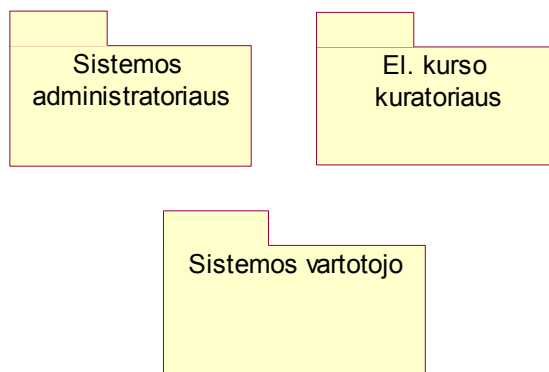 Sistemos
administratoriaus
El. kurso
kuratoriaus
Sistemos vartotojo